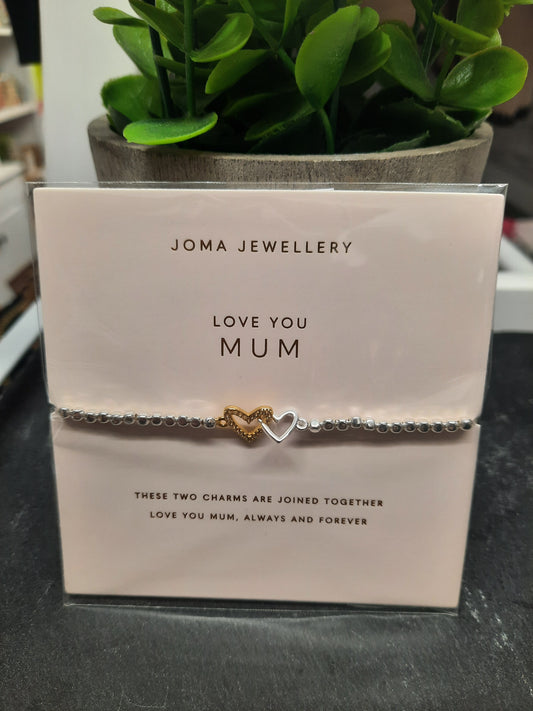 JOMA JEWELLERY
LOVE YOU
MUM
THESE TWO CHARMS ARE JOINED TOGETHER
LOVE YOU MUM, ALWAYS AND FOREVER